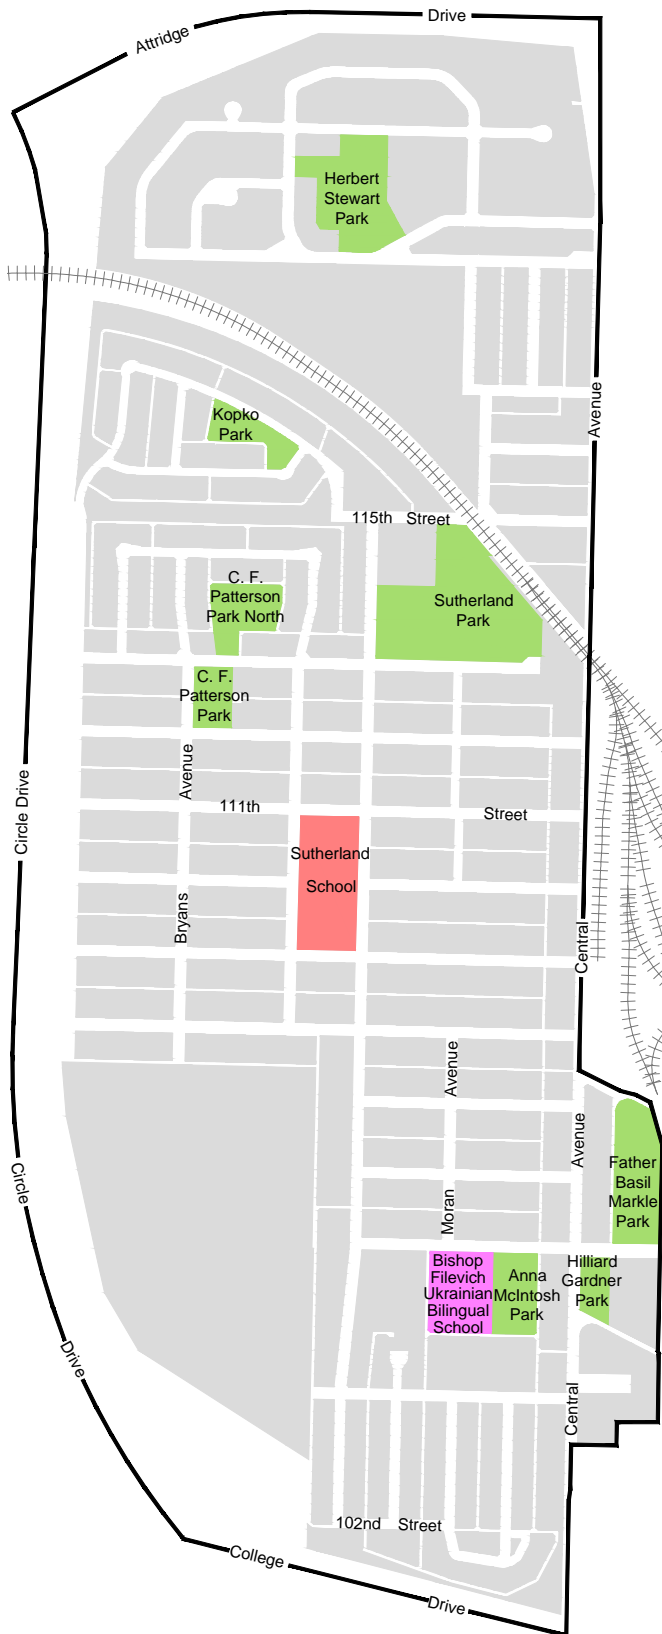 Drive
Attridge
Herbert
Stewart
Park
Avenue
Kopko
Park
115th Street
C. F.
Patterson
Park North
Sutherland
Park
C. F.
Patterson
Park
Avenue
Circle Drive
111th Street
Sutherland
School
Bryans
Central
Avenue
Avenue
Father
Basil
Markle
Park
Circle
Moran
Bishop
Filevich
Ukrainian
Bilingual
School
Anna
McIntosh
Park
Hilliard
Gardner
Park
Drive
Central
102nd Street
College
Drive